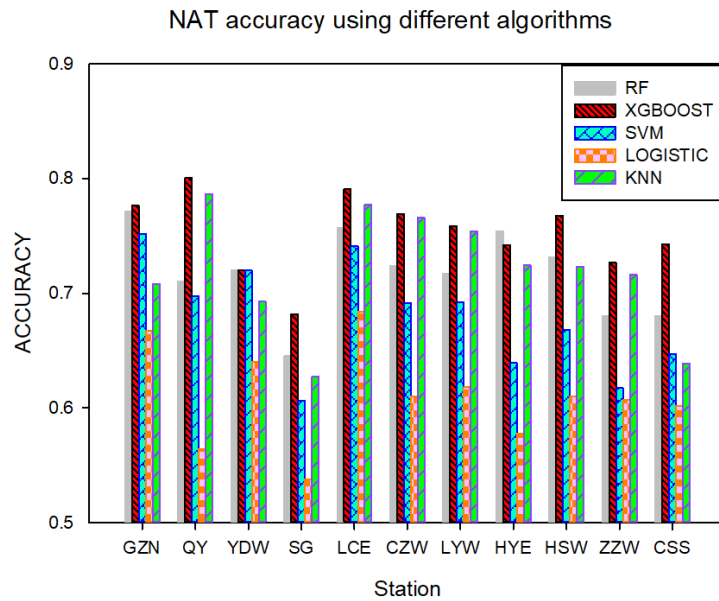 NAT accuracy using different algorithms
0.9
0.8
0.7
0.6
0.5
ACCURACY
RF
XGBOOST
SVM
LOGISTIC
KNN
GZN QY YDW SG LCE CZW LYW HYE HSW ZZW CSS
Station